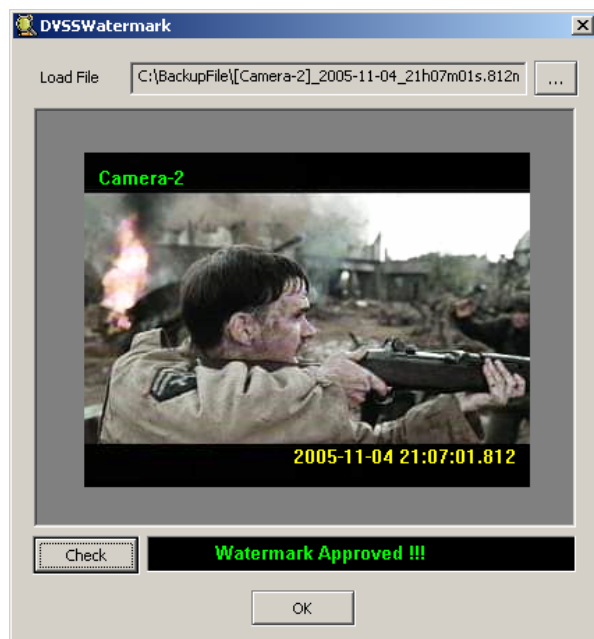 DVSSWatermark
Load File C:\BackupFile\[Camera-2]_2005-11-04_21h07m01s.812n ...
Camera-2
2005-11-04 21:07:01.812
Check Watermark Approved !!!
OK